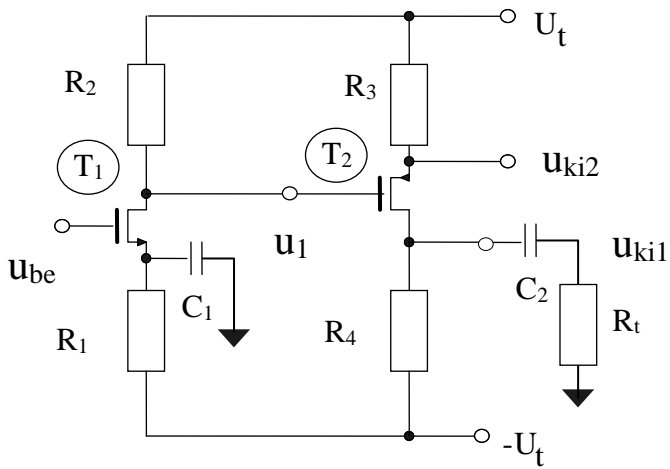 U_t
R_2
R_3
T_1
T_2
u_ki2
u_be
u_1
u_ki1
C_1
C_2
R_1
R_4
R_t
-U_t